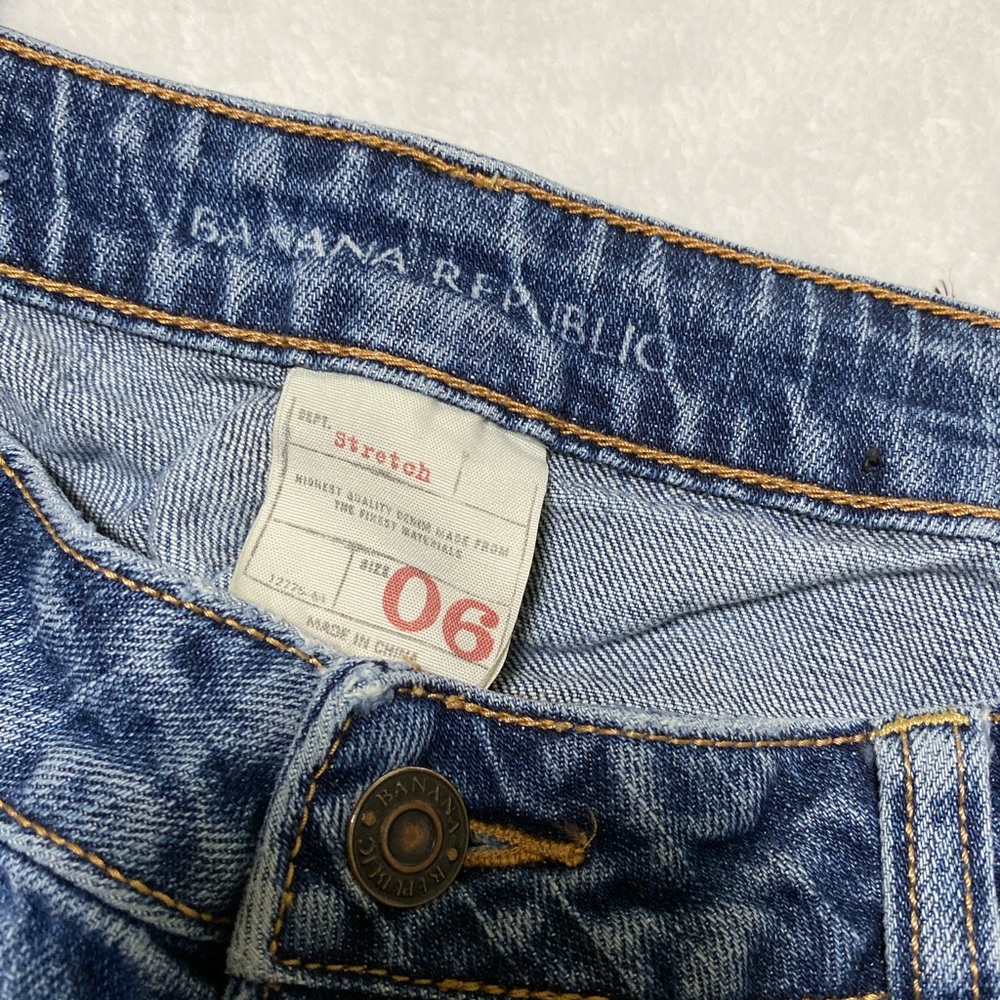 BANANA REPUBLIC
DEPT.
Stretch
HIGHEST QUALITY DENIM MADE FROM
THE FINEST MATERIALS
SIZE
06
MADE IN CHINA
BANANA
REPUBLIC